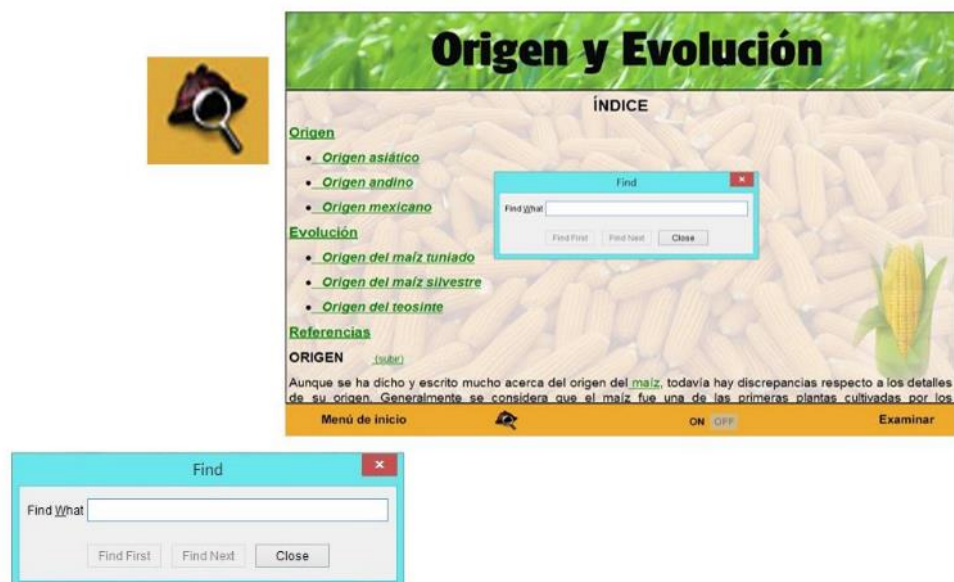 Origen y Evolución
ÍNDICE
Origen
Origen asiático
Origen andino
Origen mexicano
Evolución
Origen del maíz tuniado
Origen del maíz silvestre
Origen del teosinte
Referencias
ORIGEN (subir)
Aunque se ha dicho y escrito mucho acerca del origen del maíz, todavía hay discrepancias respecto a los detalles
de su origen. Generalmente se considera que el maíz fue una de las primeras plantas cultivadas por los
Menú de inicio ON OFF Examinar
Find
Find What
Find First Find Next Close
Find
Find What
Find First Find Next Close